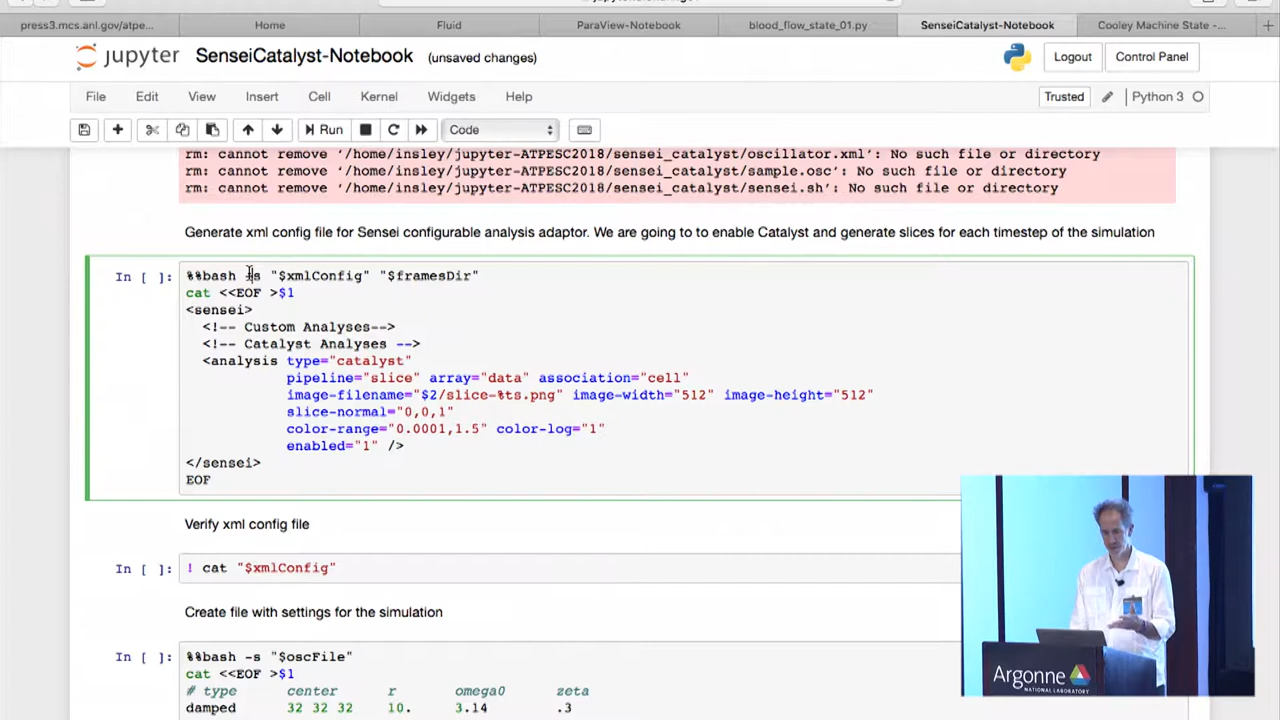 press3.mcs.anl.gov/atpe...
Home
Fluid
ParaView-Notebook
blood_flow_state_01.py
SenseiCatalyst-Notebook
Cooley Machine State -...
jupyter
SenseiCatalyst-Notebook
(unsaved changes)
Logout
Control Panel
File
Edit
View
Insert
Cell
Kernel
Widgets
Help
Trusted
Python 3
Run
Code
rm: cannot remove ‘/home/insley/jupyter-ATPESC2018/sensei_catalyst/oscillator.xml’: No such file or directory
rm: cannot remove ‘/home/insley/jupyter-ATPESC2018/sensei_catalyst/sample.osc’: No such file or directory
rm: cannot remove ‘/home/insley/jupyter-ATPESC2018/sensei_catalyst/sensei.sh’: No such file or directory
Generate xml config file for Sensei configurable analysis adaptor. We are going to to enable Catalyst and generate slices for each timestep of the simulation
In [ ]:
%%bash -s "$xmlConfig" "$framesDir"
cat <<EOF >$1
<sensei>
<!-- Custom Analyses-->
<!-- Catalyst Analyses -->
<analysis type="catalyst"
pipeline="slice" array="data" association="cell"
image-filename="$2/slice-%ts.png" image-width="512" image-height="512"
slice-normal="0,0,1"
color-range="0.0001,1.5" color-log="1"
enabled="1" />
</sensei>
EOF
Verify xml config file
In [ ]:
! cat "$xmlConfig"
Create file with settings for the simulation
In [ ]:
%%bash -s "$oscFile"
cat <<EOF >$1
# type center r omega0 zeta
damped 32 32 32 10. 3.14 .3
Argonne
NATIONAL LABORATORY